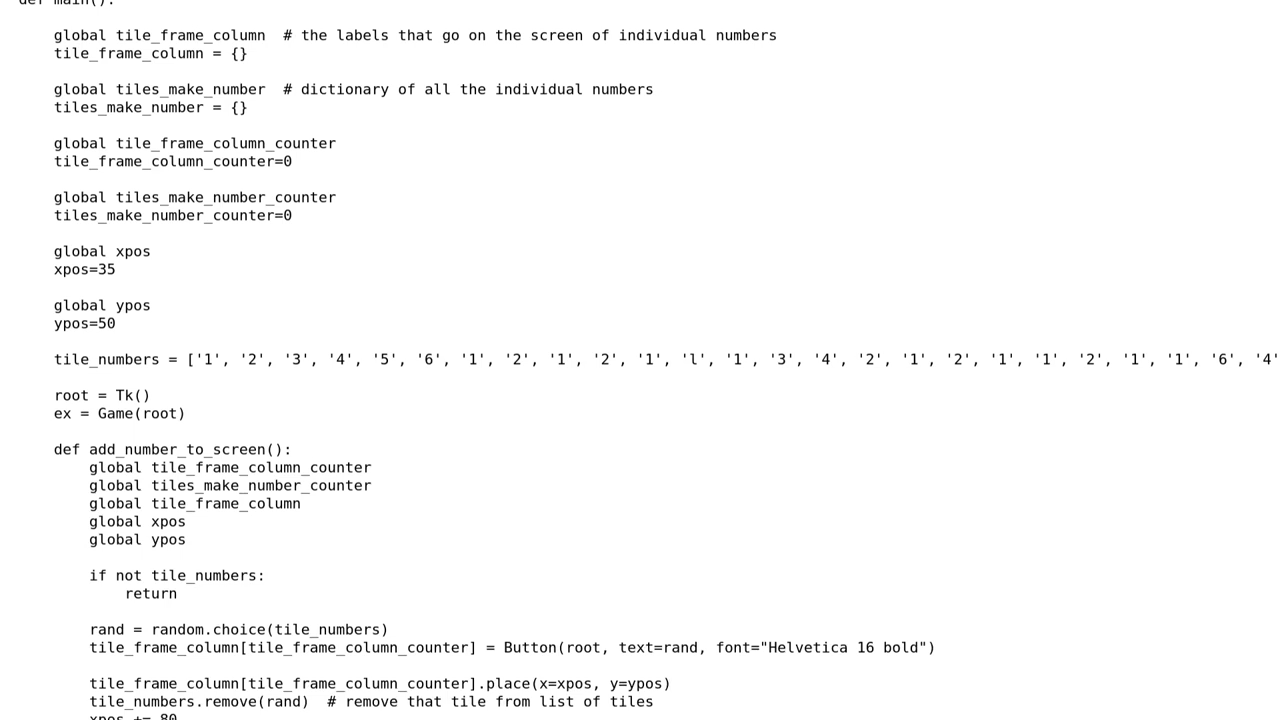 def main():
global tile_frame_column # the labels that go on the screen of individual numbers
tile_frame_column = {}
global tiles_make_number # dictionary of all the individual numbers
tiles_make_number = {}
global tile_frame_column_counter
tile_frame_column_counter=0
global tiles_make_number_counter
tiles_make_number_counter=0
global xpos
xpos=35
global ypos
ypos=50
tile_numbers = ['1', '2', '3', '4', '5', '6', '1', '2', '1', '2', '1', 'l', '1', '3', '4', '2', '1', '2', '1', '1', '2', '1', '1', '6', '4'
root = Tk()
ex = Game(root)
def add_number_to_screen():
global tile_frame_column_counter
global tiles_make_number_counter
global tile_frame_column
global xpos
global ypos
if not tile_numbers:
return
rand = random.choice(tile_numbers)
tile_frame_column[tile_frame_column_counter] = Button(root, text=rand, font="Helvetica 16 bold")
tile_frame_column[tile_frame_column_counter].place(x=xpos, y=ypos)
tile_numbers.remove(rand) # remove that tile from list of tiles
xpos += 80